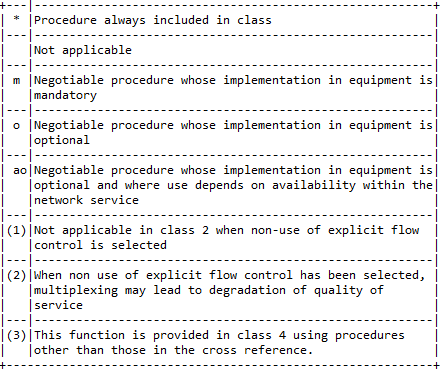 * Procedure always included in class
Not applicable
m Negotiable procedure whose implementation in equipment is
mandatory
o Negotiable procedure whose implementation in equipment is
optional
ao Negotiable procedure whose implementation in equipment is
optional and where use depends on availability within the
network service
(1) Not applicable in class 2 when non-use of explicit flow
control is selected
(2) When non use of explicit flow control has been selected,
multiplexing may lead to degradation of quality of
service
(3) This function is provided in class 4 using procedures
other than those in the cross reference.